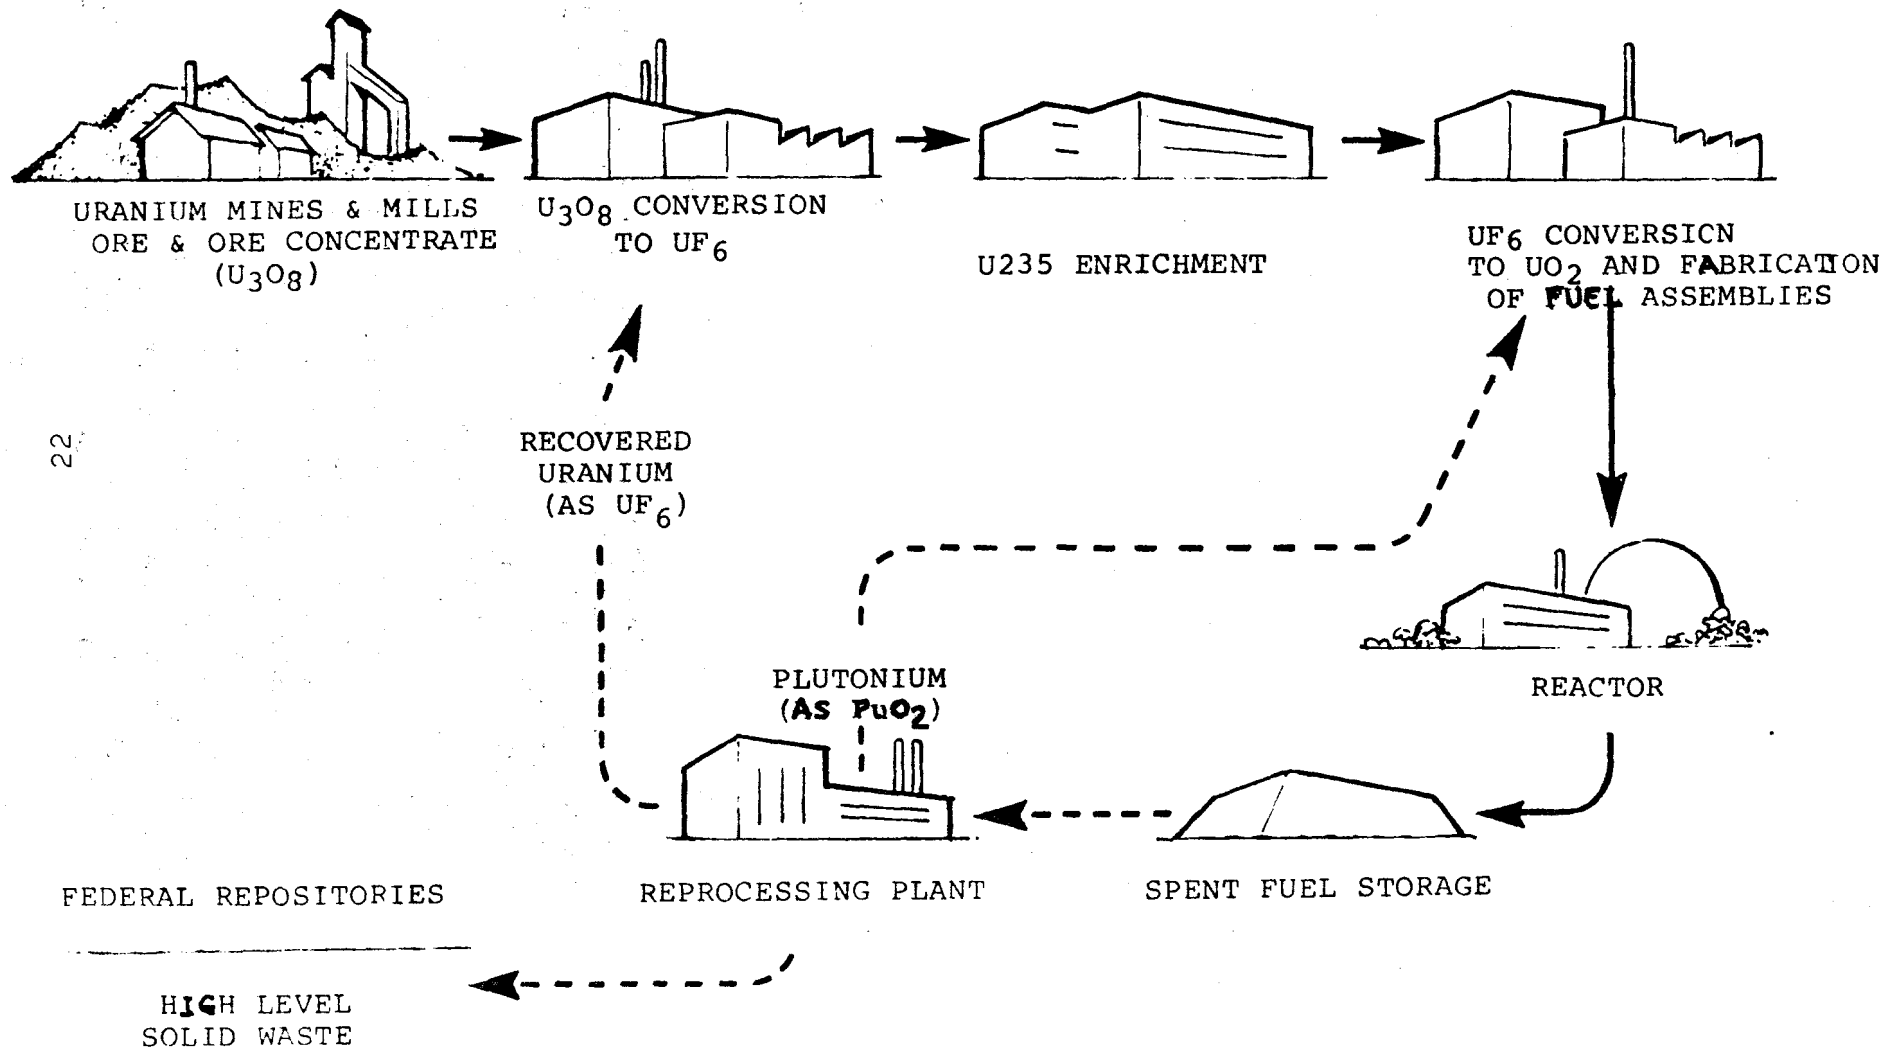 URANIUM MINES & MILLS
ORE & ORE CONCENTRATE
(U3O8)
U3O8 CONVERSION
TO UF6
U235 ENRICHMENT
UF6 CONVERSICN
TO UO2 AND FABRICATION
OF FUEL ASSEMBLIES
22
RECOVERED
URANIUM
(AS UF6)
PLUTONIUM
(AS PuO2)
REACTOR
FEDERAL REPOSITORIES
REPROCESSING PLANT
SPENT FUEL STORAGE
HIGH LEVEL
SOLID WASTE